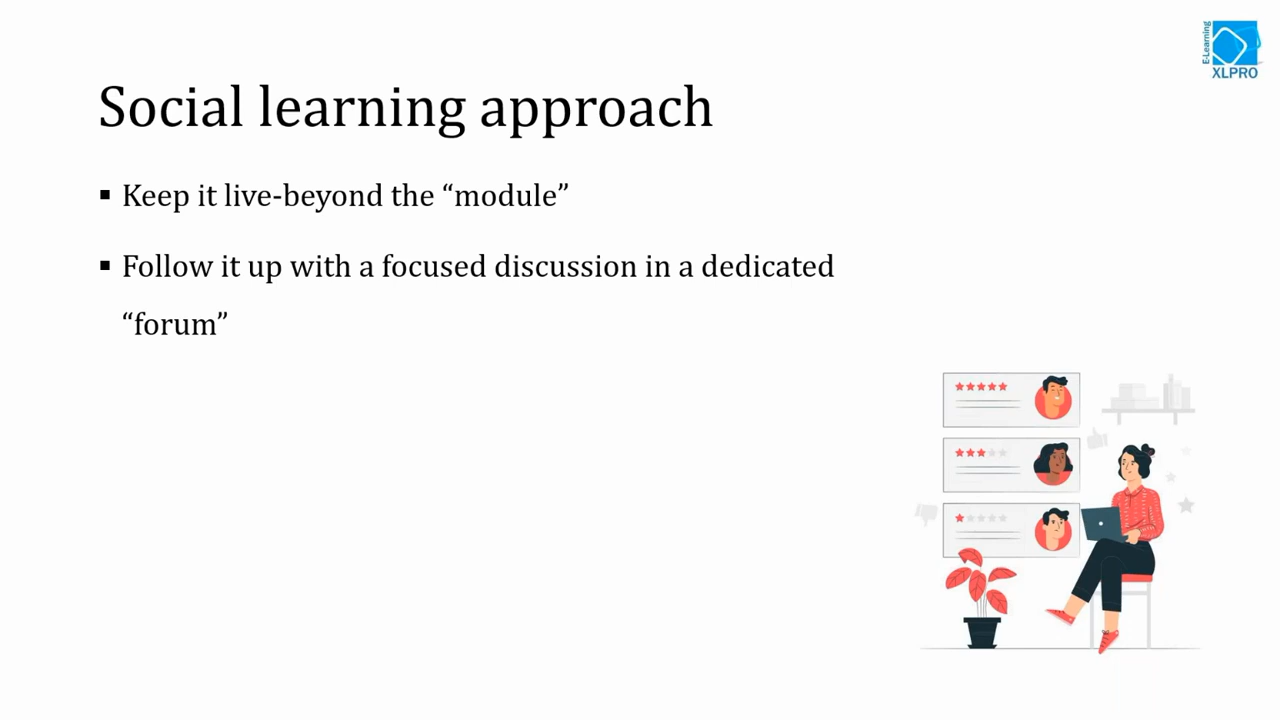 E-Learning
XLPRO
Social learning approach
▪ Keep it live-beyond the “module”
▪ Follow it up with a focused discussion in a dedicated
“forum”